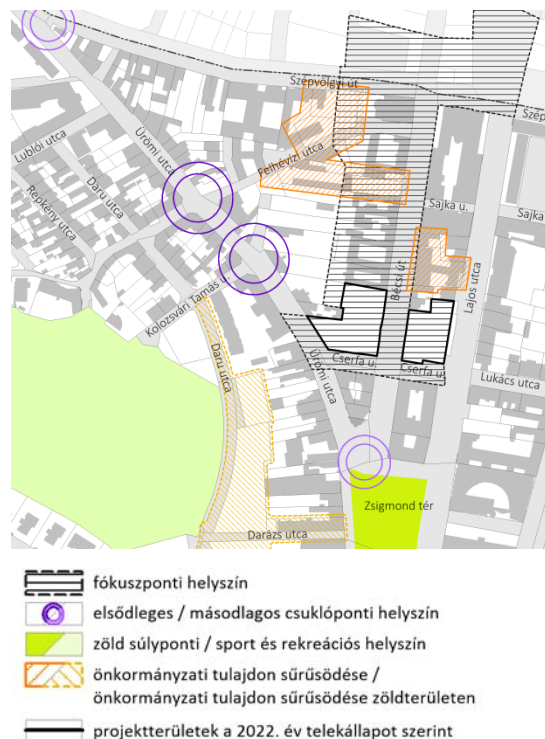 Szépvölgyi út
Szép
Ürömi utca
Lublói utca
Felhévízi utca
Daru utca
Repkény utca
Sajka u.
Sajka
Bécsi út
Lajos utca
Kolozsvári Tamás u.
Daru utca
Ürömi utca
Cserfa u.
Cserfa u.
Lukács utca
Zsigmond tér
Darázs utca
fókuszponti helyszín
elsődleges / másodlagos csuklóponti helyszín
zöld súlyponti / sport és rekreációs helyszín
önkormányzati tulajdon sűrűsödése /
önkormányzati tulajdon sűrűsödése zöldterületen
projektterületek a 2022. év telekállapot szerint